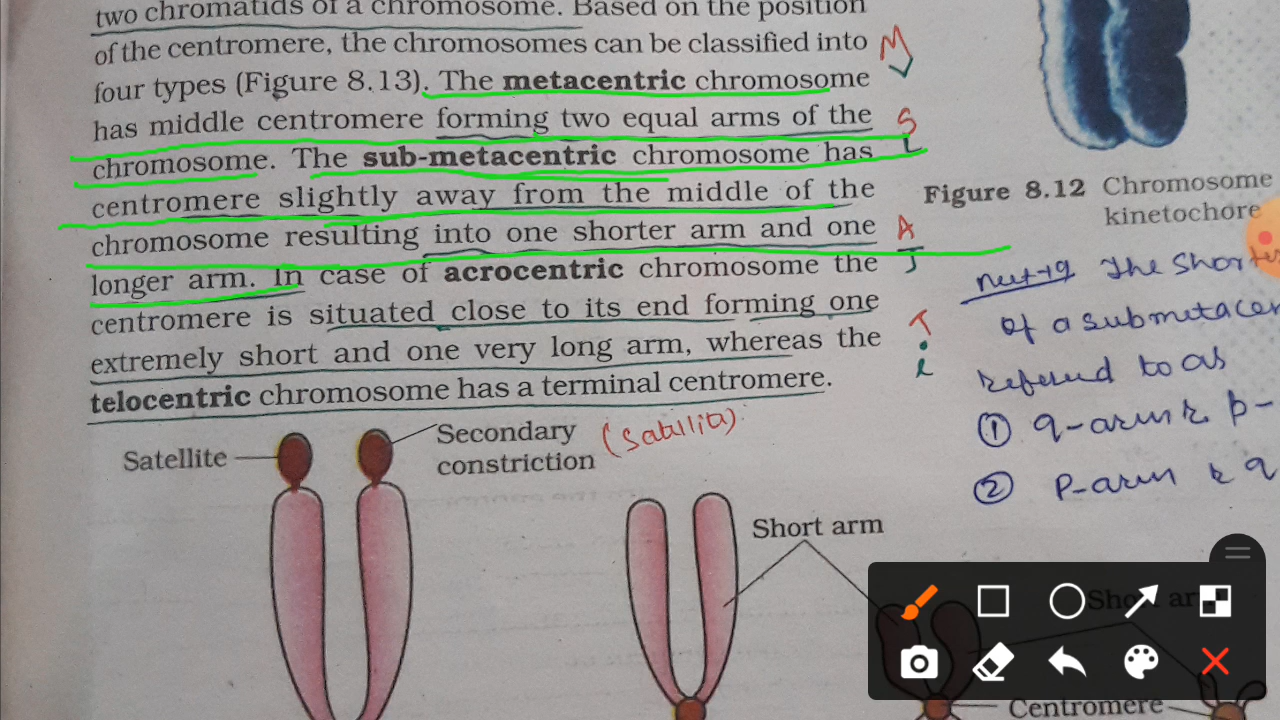 two chromatids of a chromosome. Based on the position
of the centromere, the chromosomes can be classified into
four types (Figure 8.13). The metacentric chromosome
has middle centromere forming two equal arms of the
chromosome. The sub-metacentric chromosome has
centromere slightly away from the middle of the
chromosome resulting into one shorter arm and one
longer arm. In case of acrocentric chromosome the
centromere is situated close to its end forming one
extremely short and one very long arm, whereas the
telocentric chromosome has a terminal centromere.
M
S
L
A
J
T
i
Figure 8.12 Chromosome
kinetochore
The Shorter
of a submetacen
refered to as
① q-arm & p-
② P-arm & q
Satellite
Secondary
constriction
(Satulita)
Short arm
Short ar
Centromere